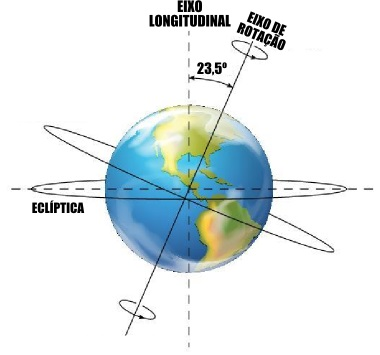 EIXO
LONGITUDINAL
EIXO DE
ROTAÇÃO
23,5º
ECLÍPTICA